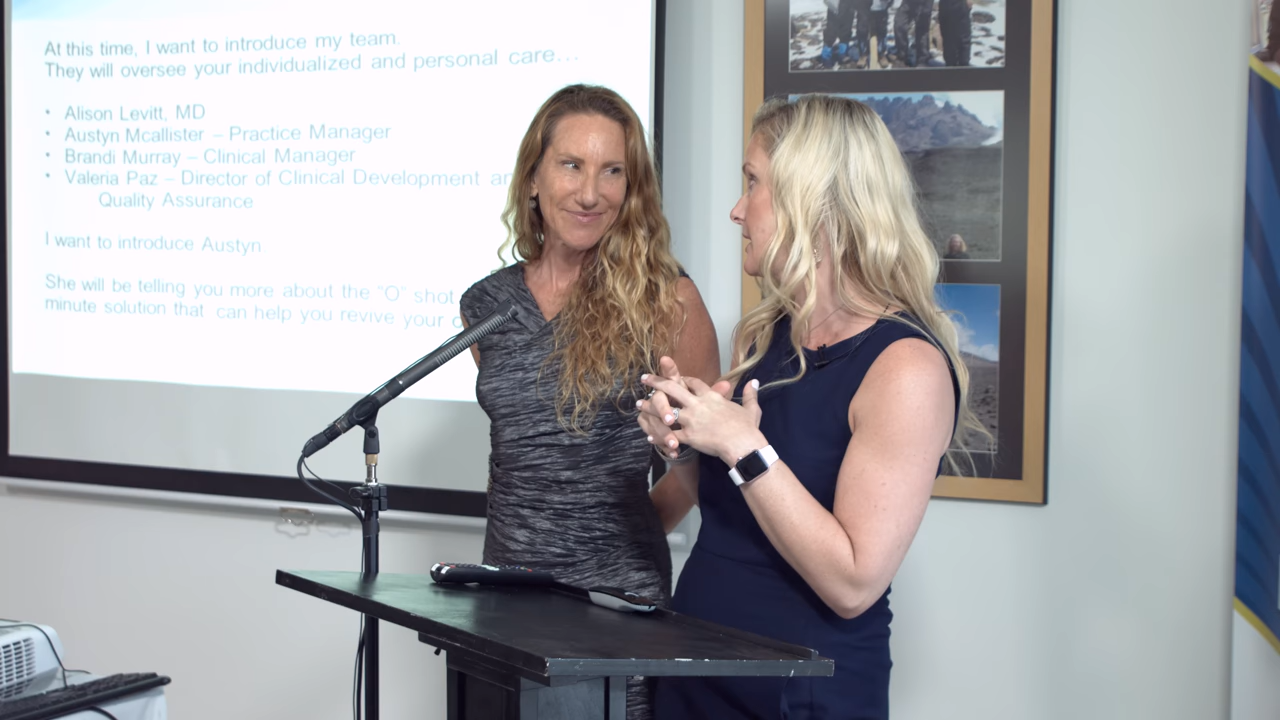 At this time, I want to introduce my team.
They will oversee your individualized and personal care…
• Alison Levitt, MD
• Austyn Mcallister – Practice Manager
• Brandi Murray – Clinical Manager
• Valeria Paz – Director of Clinical Development
Quality Assurance
I want to introduce Austyn
She will be telling you more about the "O" shot
minute solution that can help you revive your